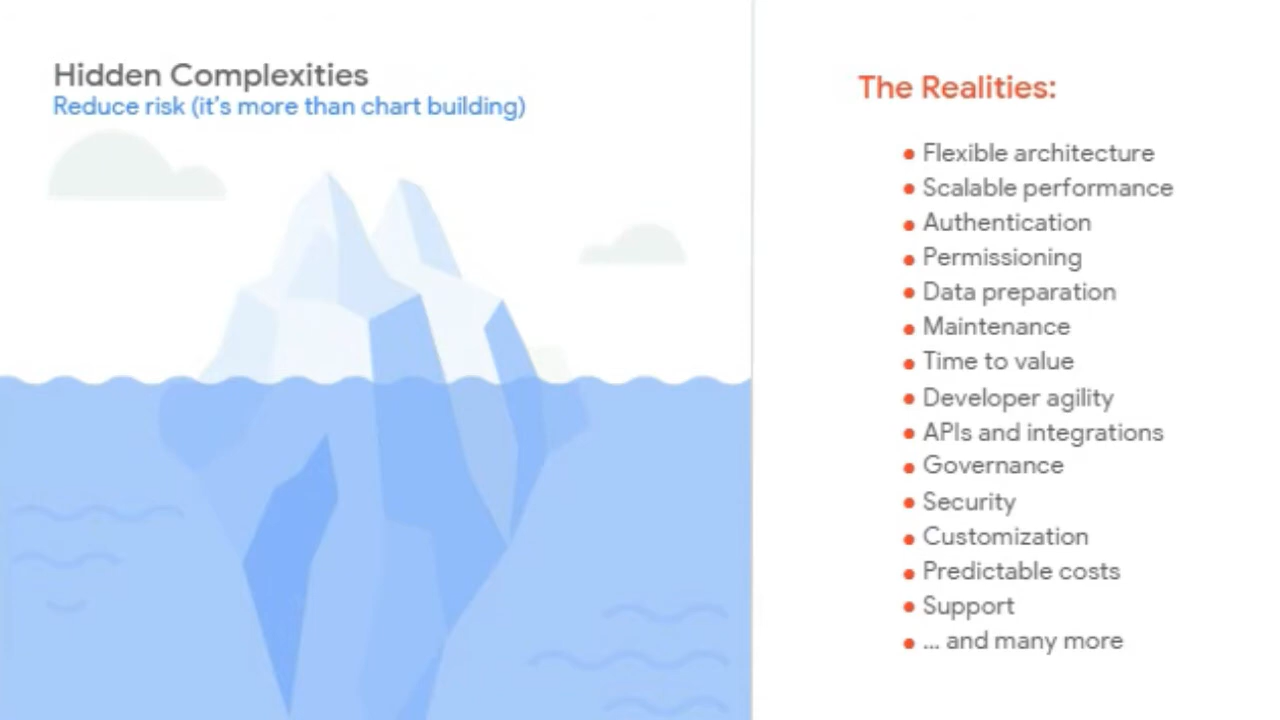 Hidden Complexities
Reduce risk (it's more than chart building)
The Realities:
• Flexible architecture
• Scalable performance
• Authentication
• Permissioning
• Data preparation
• Maintenance
• Time to value
• Developer agility
• APIs and integrations
• Governance
• Security
• Customization
• Predictable costs
• Support
• ... and many more